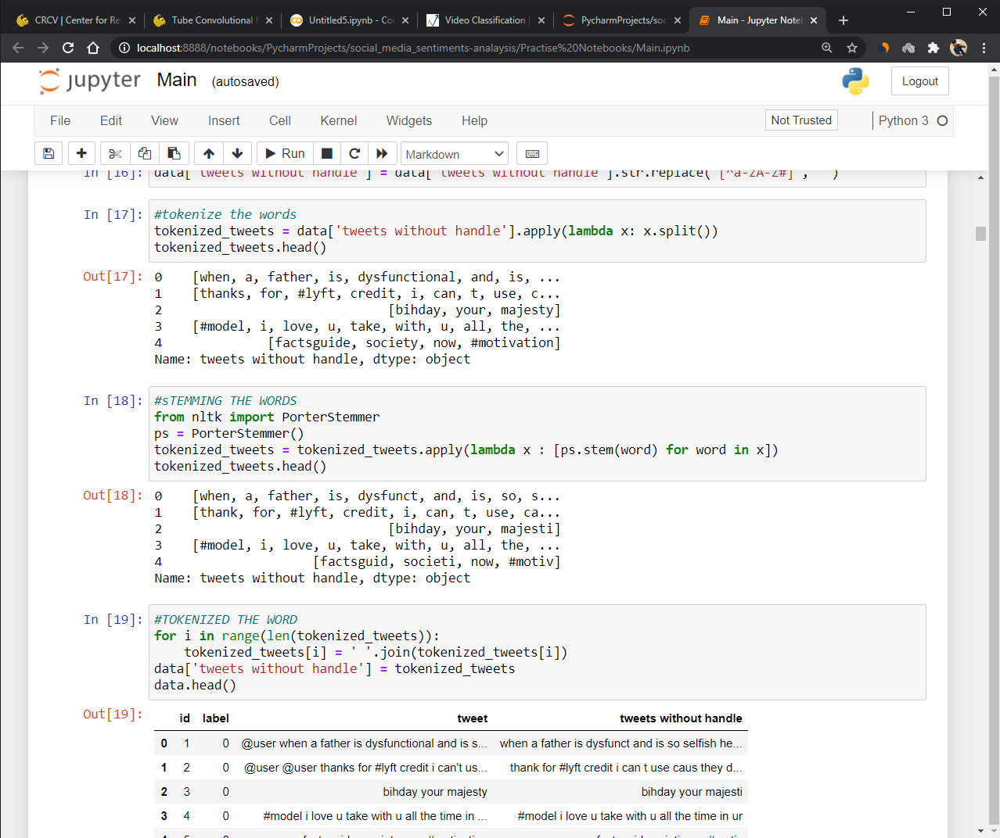 CRCV | Center for Re
Tube Convolutional
Untitled5.ipynb - Co
Video Classification |
PycharmProjects/soc
Main - Jupyter Noteb
localhost:8888/notebooks/PycharmProjects/social_media_sentiments-analaysis/Practise%20Notebooks/Main.ipynb
jupyter Main (autosaved)
Logout
File Edit View Insert Cell Kernel Widgets Help
Not Trusted
Python 3
Run
Markdown
In [16]: data['tweets without handle'] = data['tweets without handle'].str.replace('[^a-zA-Z#]', ' ')
In [17]: #tokenize the words
tokenized_tweets = data['tweets without handle'].apply(lambda x: x.split())
tokenized_tweets.head()
Out[17]: 0 [when, a, father, is, dysfunctional, and, is, ...
1 [thanks, for, #lyft, credit, i, can, t, use, c...
2 [bihday, your, majesty]
3 [#model, i, love, u, take, with, u, all, the, ...
4 [factsguide, society, now, #motivation]
Name: tweets without handle, dtype: object
In [18]: #sTEMMING THE WORDS
from nltk import PorterStemmer
ps = PorterStemmer()
tokenized_tweets = tokenized_tweets.apply(lambda x : [ps.stem(word) for word in x])
tokenized_tweets.head()
Out[18]: 0 [when, a, father, is, dysfunct, and, is, so, s...
1 [thank, for, #lyft, credit, i, can, t, use, ca...
2 [bihday, your, majesti]
3 [#model, i, love, u, take, with, u, all, the, ...
4 [factsguid, societi, now, #motiv]
Name: tweets without handle, dtype: object
In [19]: #TOKENIZED THE WORD
for i in range(len(tokenized_tweets)):
tokenized_tweets[i] = ' '.join(tokenized_tweets[i])
data['tweets without handle'] = tokenized_tweets
data.head()
Out[19]: id label tweet tweets without handle
0 1 0 @user when a father is dysfunctional and is s... when a father is dysfunct and is so selfish he...
1 2 0 @user @user thanks for #lyft credit i can't us... thank for #lyft credit i can t use caus they d...
2 3 0 bihday your majesty bihday your majesti
3 4 0 #model i love u take with u all the time in ... #model i love u take with u all the time in ur